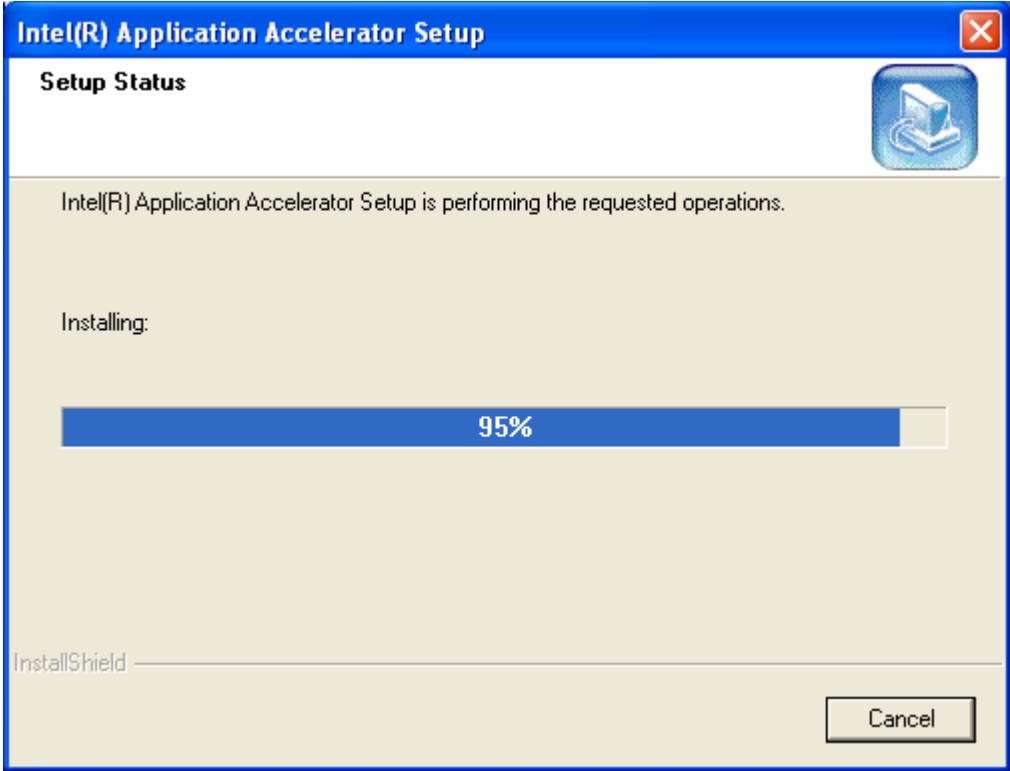 Intel(R) Application Accelerator Setup
Setup Status
Intel(R) Application Accelerator Setup is performing the requested operations.
Installing:
95%
InstallShield
Cancel